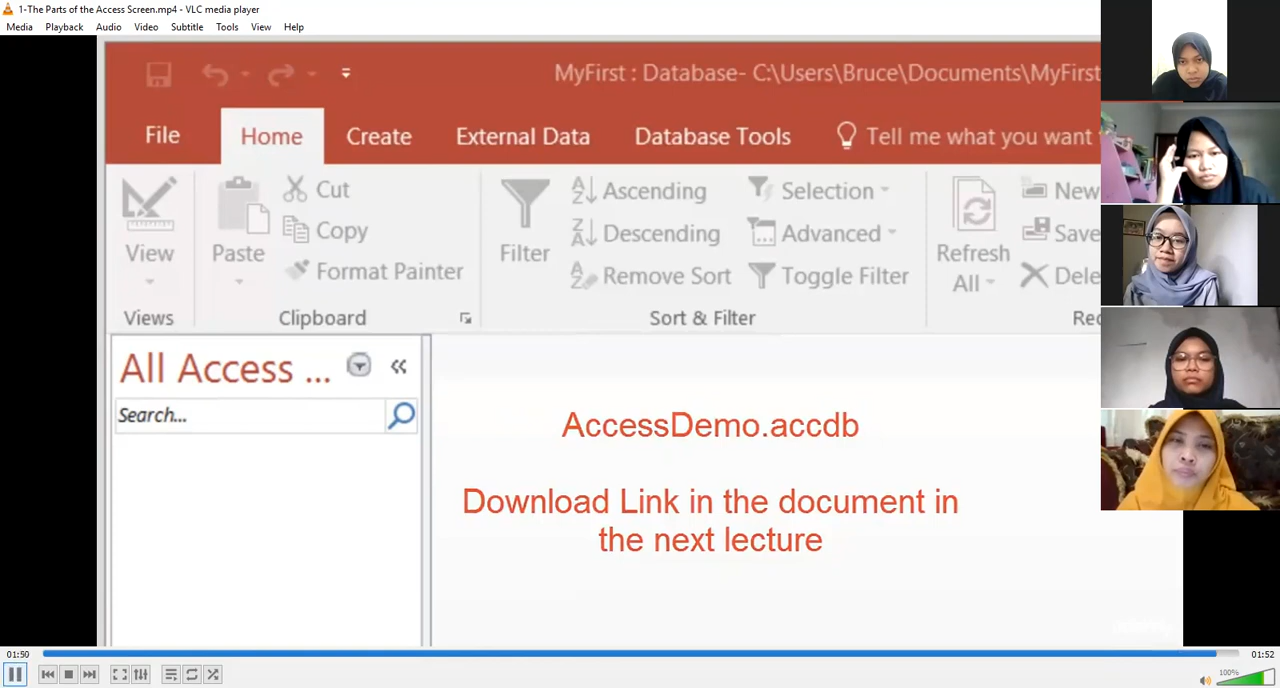 1-The Parts of the Access Screen.mp4 - VLC media player
Media Playback Audio Video Subtitle Tools View Help
MyFirst : Database- C:\Users\Bruce\Documents\MyFirst
File Home Create External Data Database Tools Tell me what you want
View
Paste
Cut
Copy
Format Painter
Filter
Ascending
Descending
Remove Sort
Selection
Advanced
Toggle Filter
Refresh
All
New
Save
Dele
Views Clipboard Sort & Filter Rec
All Access ...
Search...
AccessDemo.accdb
Download Link in the document in
the next lecture
01:50
01:52
100%